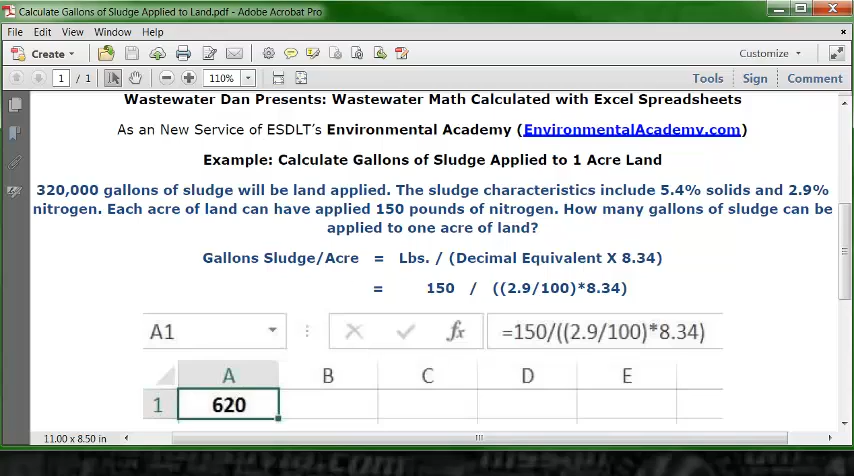 Calculate Gallons of Sludge Applied to Land.pdf - Adobe Acrobat Pro
File Edit View Window Help
Create
Customize
1 / 1
110%
Tools Sign Comment
Wastewater Dan Presents: Wastewater Math Calculated with Excel Spreadsheets
As an New Service of ESDLT's Environmental Academy (EnvironmentalAcademy.com)
Example: Calculate Gallons of Sludge Applied to 1 Acre Land
320,000 gallons of sludge will be land applied. The sludge characteristics include 5.4% solids and 2.9%
nitrogen. Each acre of land can have applied 150 pounds of nitrogen. How many gallons of sludge can be
applied to one acre of land?
Gallons Sludge/Acre = Lbs. / (Decimal Equivalent X 8.34)
= 150 / ((2.9/100)*8.34)
A1 fx =150/((2.9/100)*8.34)
A B C D E
1 620
11.00 x 8.50 in